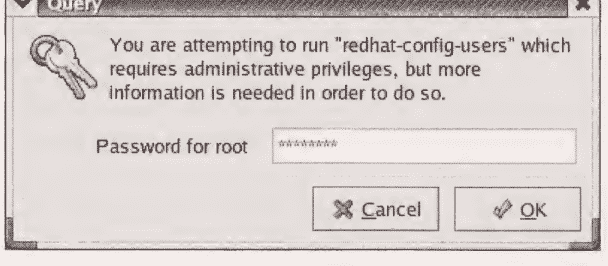 Query
You are attempting to run "redhat-config-users" which
requires administrative privileges, but more
information is needed in order to do so.
Password for root ********
Cancel OK